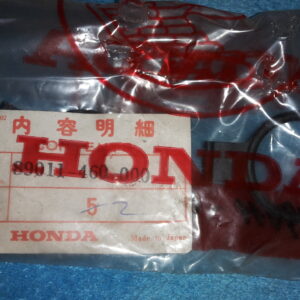 内容明細
HONDA
89011-460-000
5 2
HONDA Made in Japan